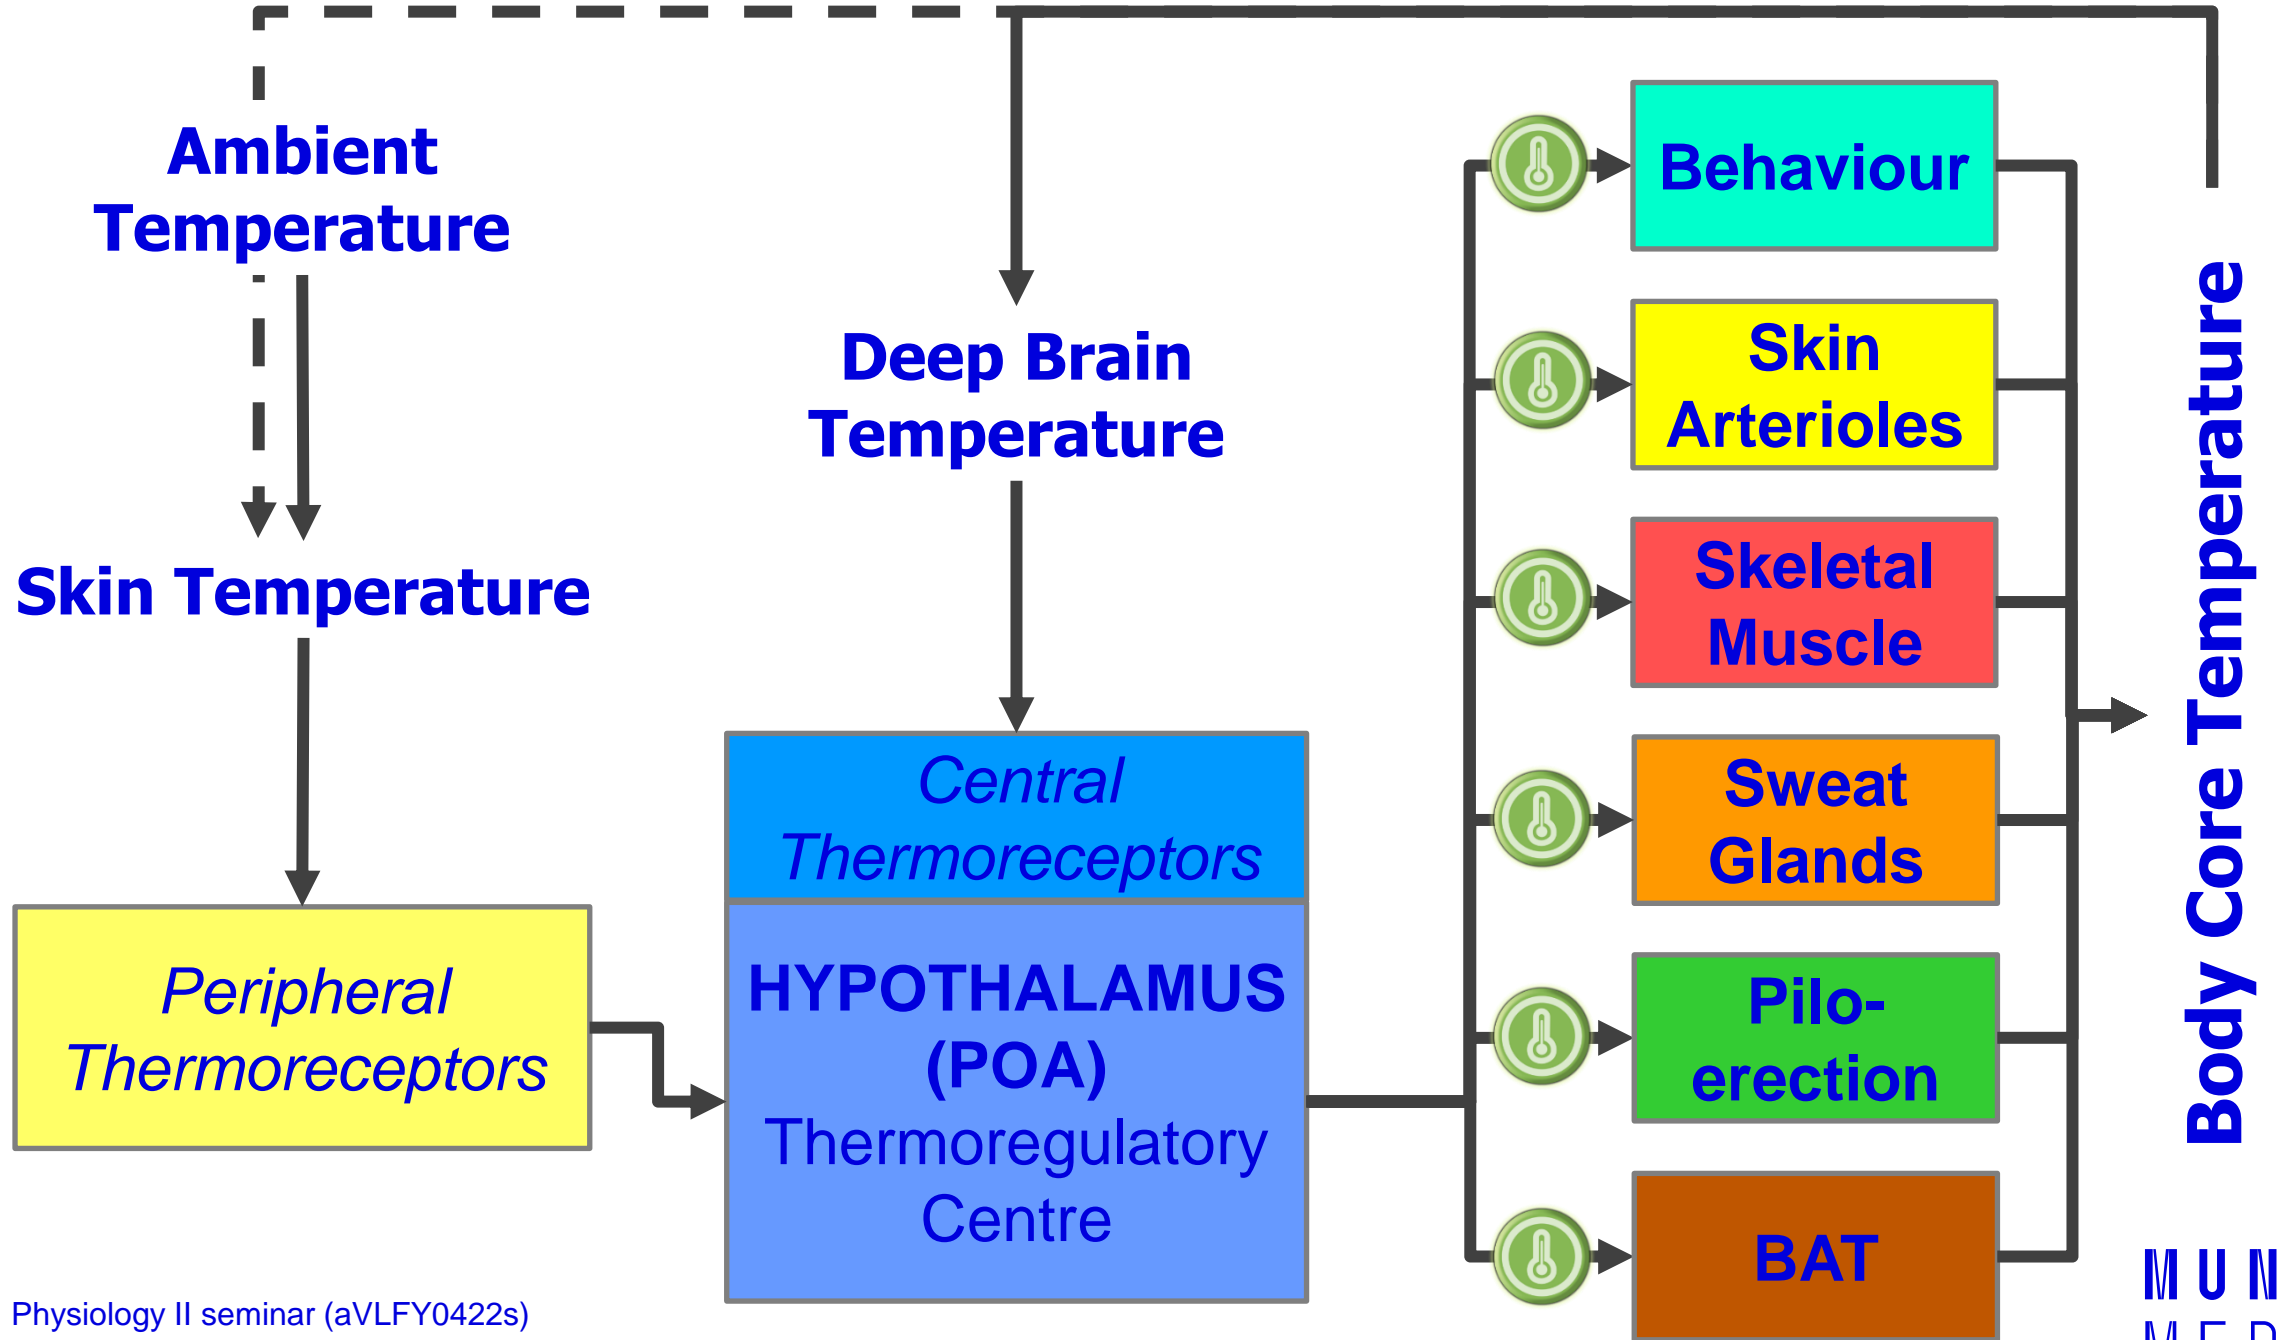 Ambient
Temperature
Skin Temperature
Peripheral
Thermoreceptors
Deep Brain
Temperature
Central
Thermoreceptors
HYPOTHALAMUS
(POA)
Thermoregulatory
Centre
Behaviour
Skin
Arterioles
Skeletal
Muscle
Sweat
Glands
Pilo-
erection
BAT
Body Core Temperature
Physiology II seminar (aVLFY0422s)
MUN
MED